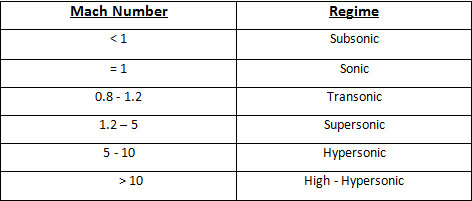 Mach Number Regime
< 1 Subsonic
= 1 Sonic
0.8 - 1.2 Transonic
1.2 – 5 Supersonic
5 - 10 Hypersonic
> 10 High - Hypersonic